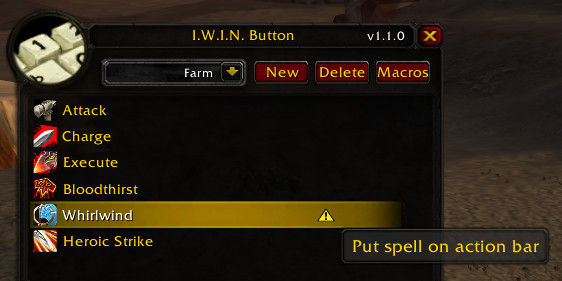 I.W.I.N. Button v1.1.0
Farm New Delete Macros
Attack
Charge
Execute
Bloodthirst
Whirlwind
Heroic Strike
Put spell on action bar